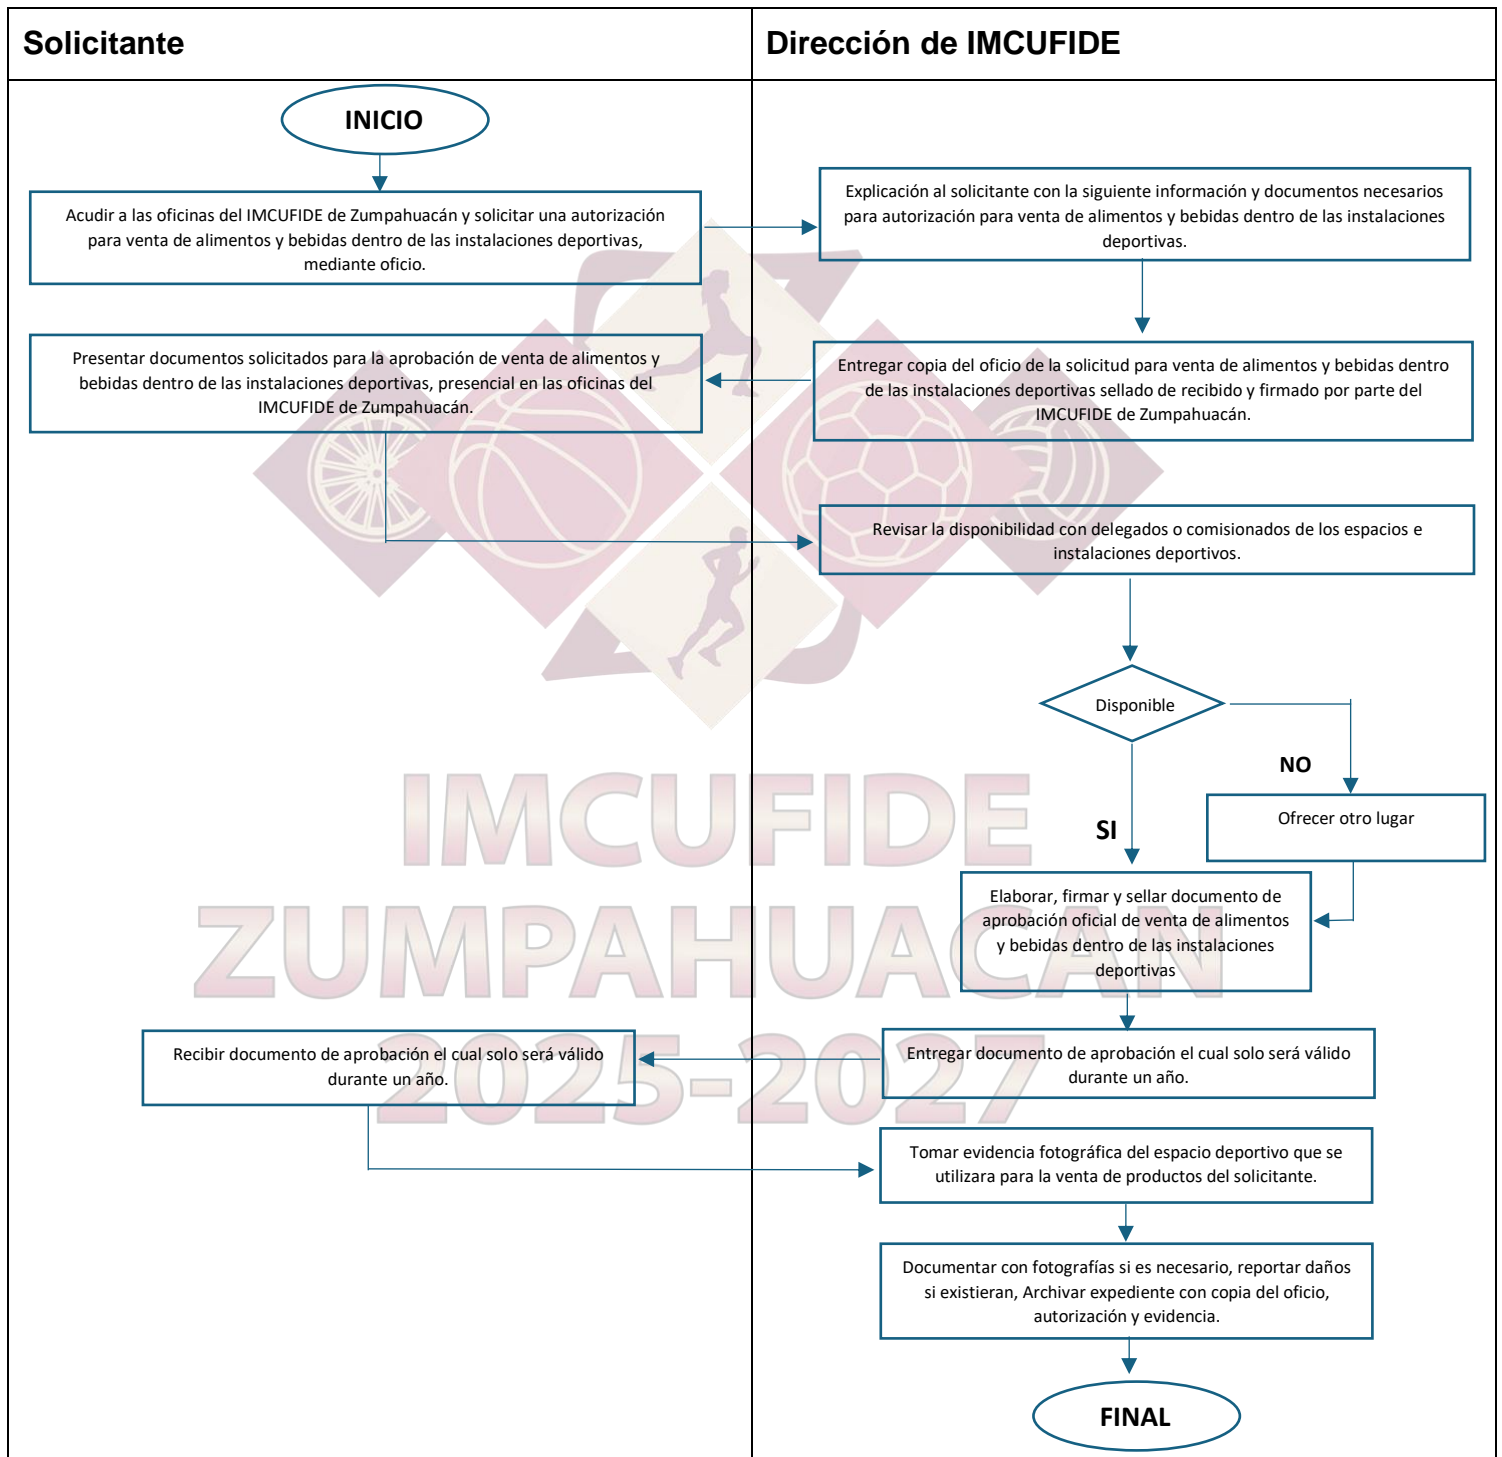 Solicitante
Dirección de IMCUFIDE
INICIO
Acudir a las oficinas del IMCUFIDE de Zumpahuacán y solicitar una autorización
para venta de alimentos y bebidas dentro de las instalaciones deportivas,
mediante oficio.
Explicación al solicitante con la siguiente información y documentos necesarios
para autorización para venta de alimentos y bebidas dentro de las instalaciones
deportivas.
Presentar documentos solicitados para la aprobación de venta de alimentos y
bebidas dentro de las instalaciones deportivas, presencial en las oficinas del
IMCUFIDE de Zumpahuacán.
Entregar copia del oficio de la solicitud para venta de alimentos y bebidas dentro
de las instalaciones deportivas sellado de recibido y firmado por parte del
IMCUFIDE de Zumpahuacán.
Revisar la disponibilidad con delegados o comisionados de los espacios e
instalaciones deportivos.
Disponible
NO
Ofrecer otro lugar
SI
Elaborar, firmar y sellar documento de
aprobación oficial de venta de alimentos
y bebidas dentro de las instalaciones
deportivas
Entregar documento de aprobación el cual solo será válido
durante un año.
Recibir documento de aprobación el cual solo será válido
durante un año.
Tomar evidencia fotográfica del espacio deportivo que se
utilizara para la venta de productos del solicitante.
Documentar con fotografías si es necesario, reportar daños
si existieran, Archivar expediente con copia del oficio,
autorización y evidencia.
FINAL
IMCUFIDE
ZUMPAHUACAN
2025-2027